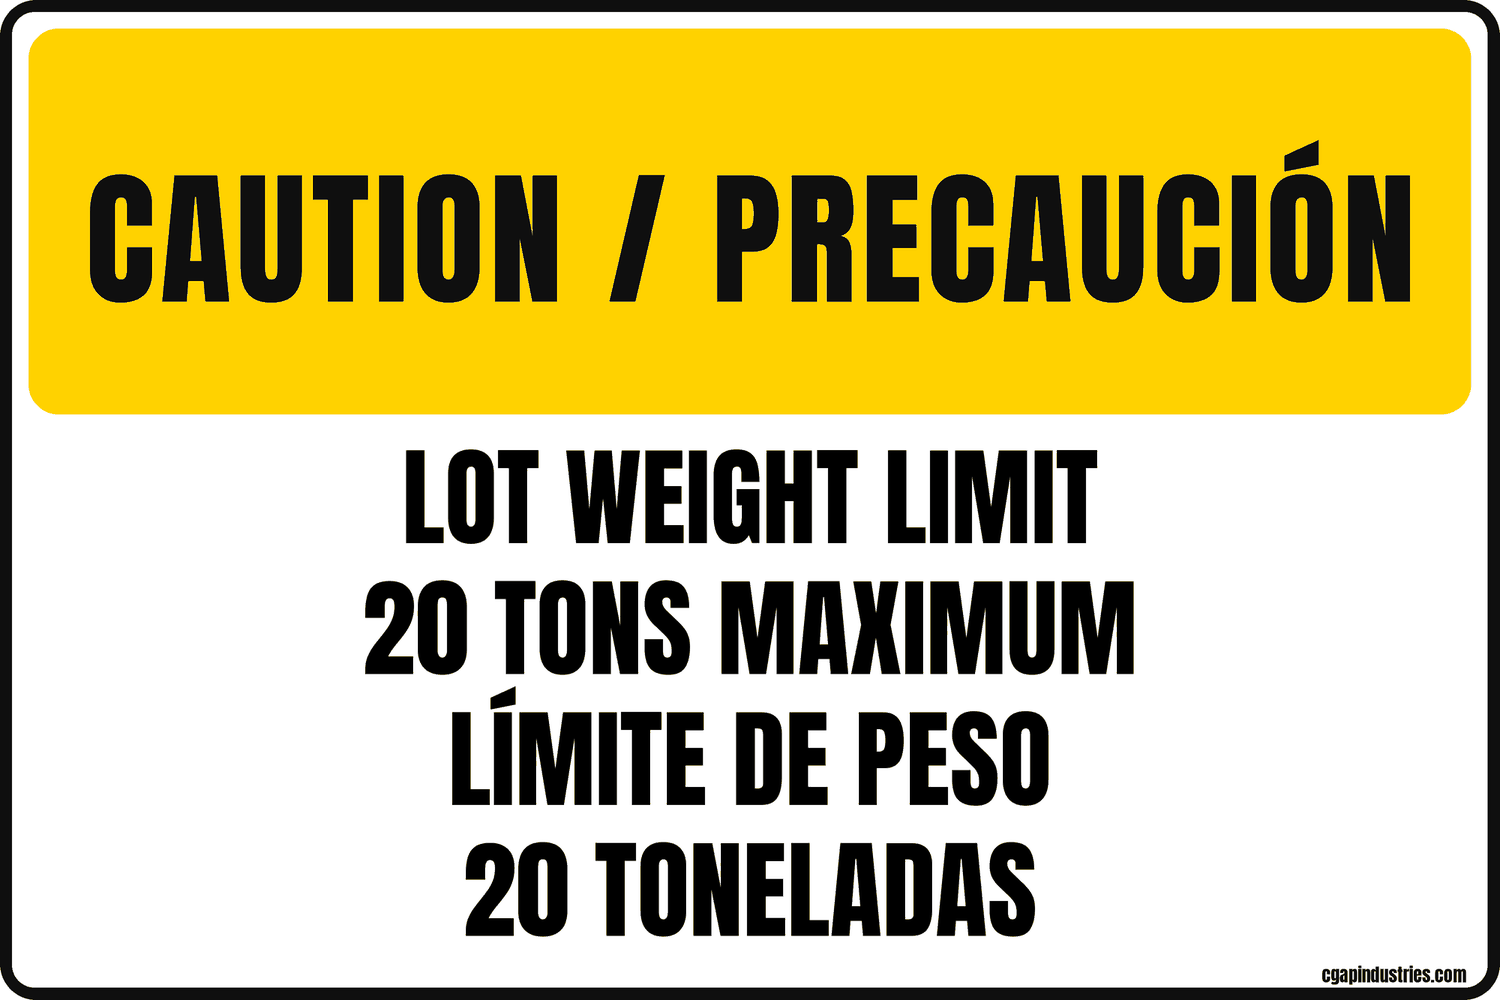 CAUTION / PRECAUCIÓN
LOT WEIGHT LIMIT
20 TONS MAXIMUM
LÍMITE DE PESO
20 TONELADAS
cgapindustries.com